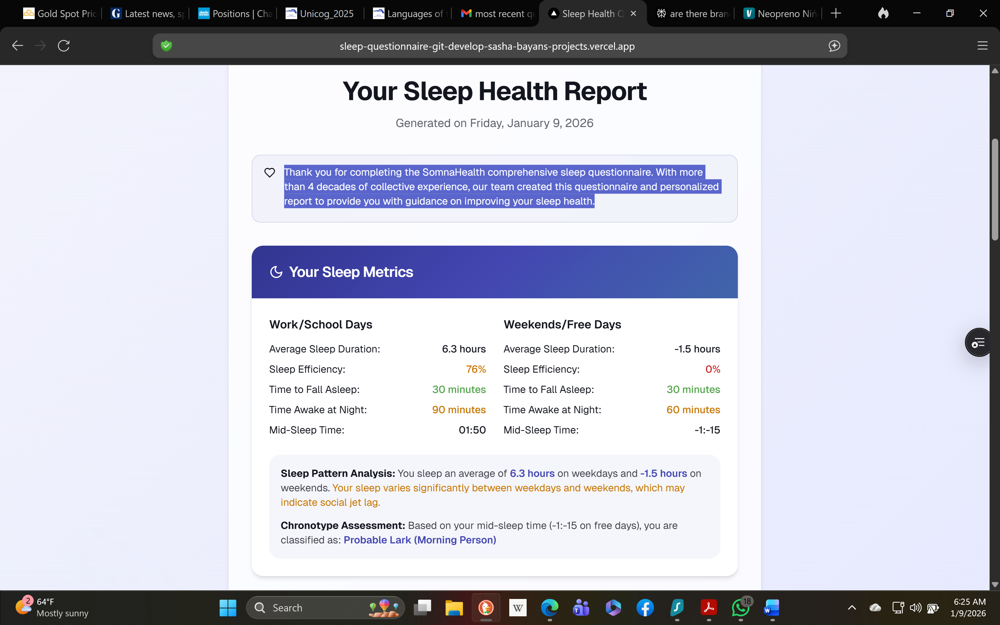 Gold Spot Pric
Latest news, sp
Positions | Cha
Unicog_2025
Languages of t
most recent qe
Sleep Health Q
are there bran
Neopreno Niñ
sleep-questionnaire-git-develop-sasha-bayans-projects.vercel.app
Your Sleep Health Report
Generated on Friday, January 9, 2026
Thank you for completing the SomnaHealth comprehensive sleep questionnaire. With more
than 4 decades of collective experience, our team created this questionnaire and personalized
report to provide you with guidance on improving your sleep health.
Your Sleep Metrics
Work/School Days
Average Sleep Duration: 6.3 hours
Sleep Efficiency: 76%
Time to Fall Asleep: 30 minutes
Time Awake at Night: 90 minutes
Mid-Sleep Time: 01:50
Weekends/Free Days
Average Sleep Duration: -1.5 hours
Sleep Efficiency: 0%
Time to Fall Asleep: 30 minutes
Time Awake at Night: 60 minutes
Mid-Sleep Time: -1:-15
Sleep Pattern Analysis: You sleep an average of 6.3 hours on weekdays and -1.5 hours on
weekends. Your sleep varies significantly between weekdays and weekends, which may
indicate social jet lag.
Chronotype Assessment: Based on your mid-sleep time (-1:-15 on free days), you are
classified as: Probable Lark (Morning Person)
2
64°F
Mostly sunny
Search
W
18
6:25 AM
1/9/2026